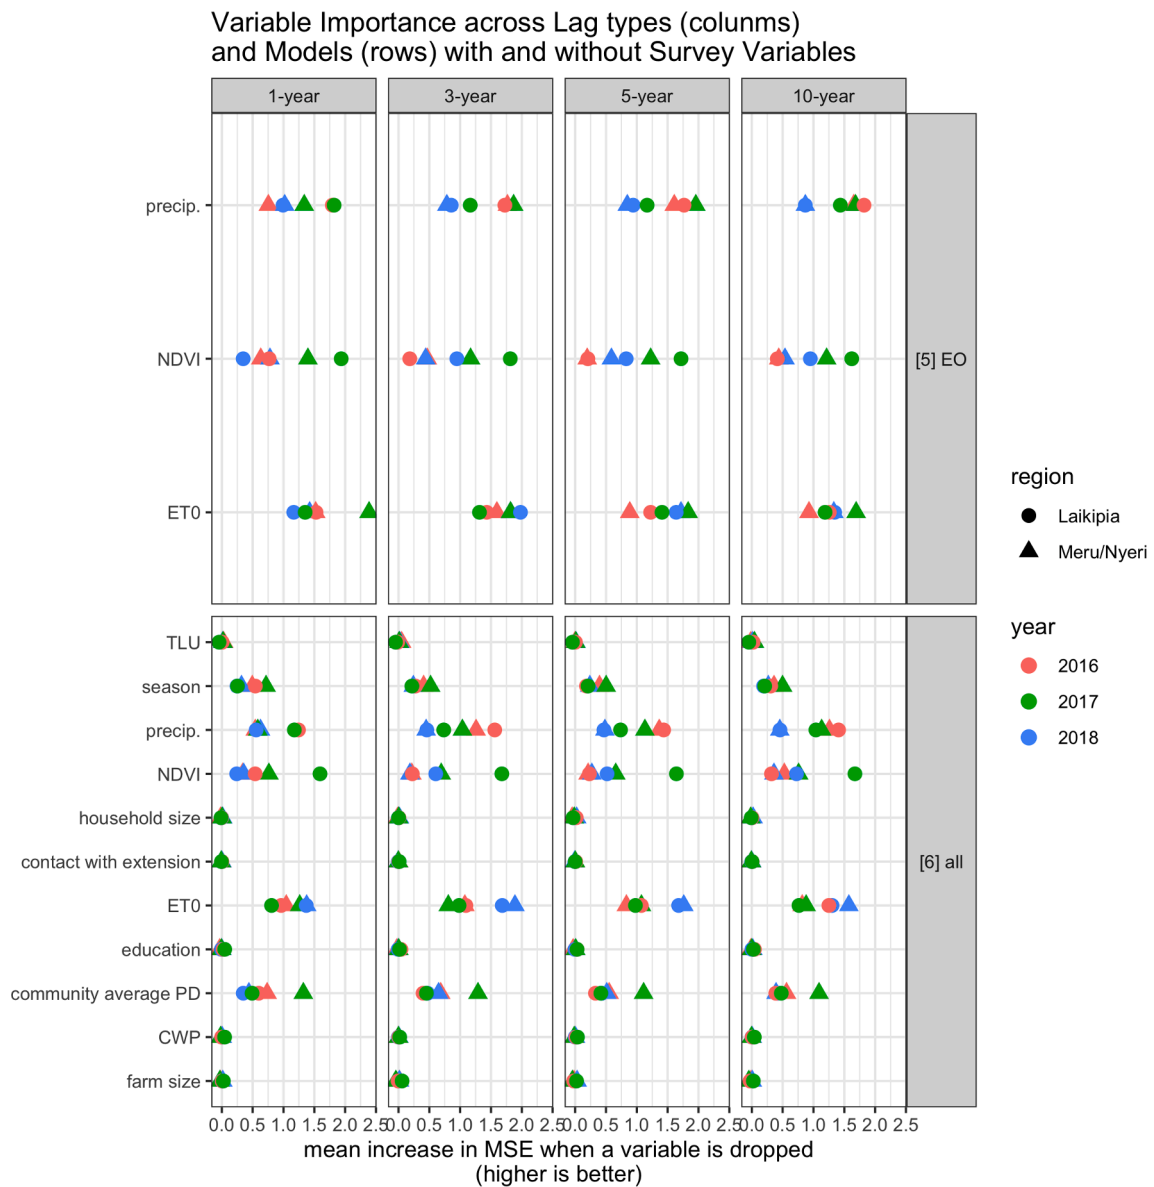 Variable Importance across Lag types (colunms)
and Models (rows) with and without Survey Variables
1-year 3-year 5-year 10-year
precip.
NDVI
ET0
[5] EO
TLU
season
precip.
NDVI
household size
contact with extension
ET0
education
community average PD
CWP
farm size
[6] all
0.0 0.5 1.0 1.5 2.0 2.5 0.0 0.5 1.0 1.5 2.0 2.5 0.0 0.5 1.0 1.5 2.0 2.5 0.0 0.5 1.0 1.5 2.0 2.5
mean increase in MSE when a variable is dropped
(higher is better)
region
Laikipia
Meru/Nyeri
year
2016
2017
2018